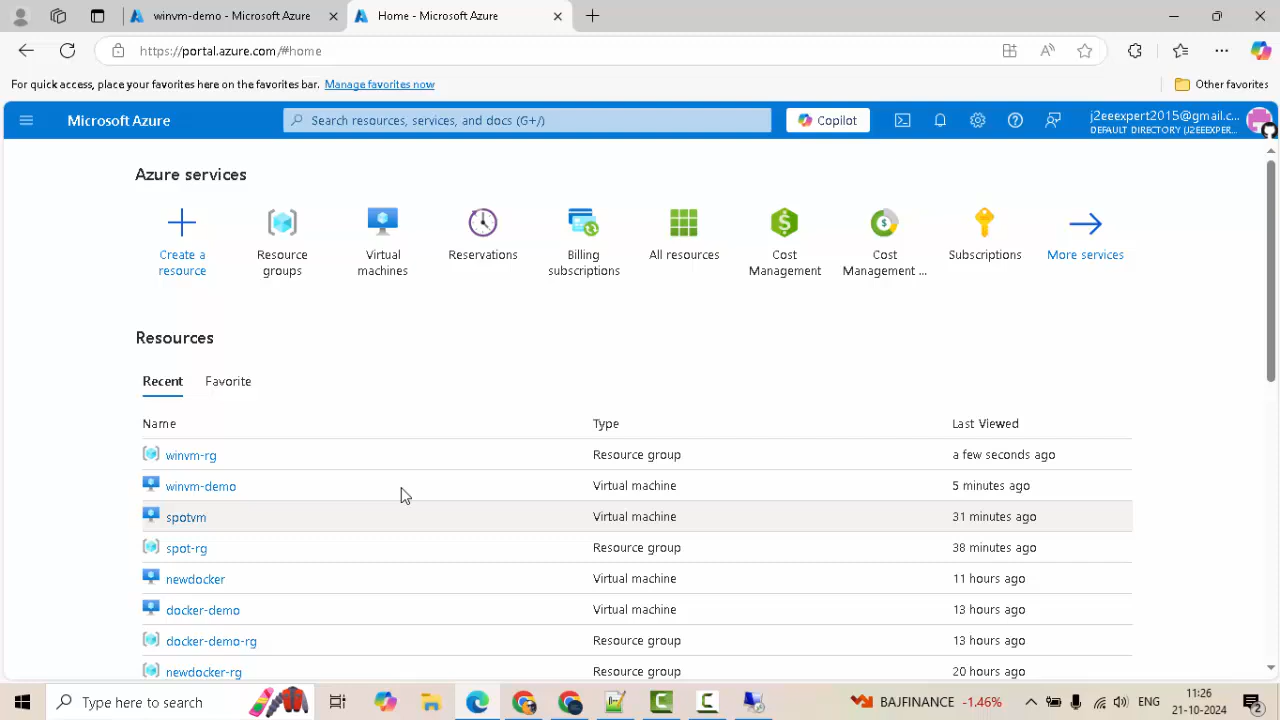 winvm-demo - Microsoft Azure
Home - Microsoft Azure
https://portal.azure.com/#home
For quick access, place your favorites here on the favorites bar. Manage favorites now
Other favorites
Microsoft Azure
Search resources, services, and docs (G+/)
Copilot
j2eeexpert2015@gmail.c...
DEFAULT DIRECTORY (J2EEEXPER...
Azure services
Create a resource
Resource groups
Virtual machines
Reservations
Billing subscriptions
All resources
Cost Management
Cost Management ...
Subscriptions
More services
Resources
Recent Favorite
Name Type Last Viewed
winvm-rg Resource group a few seconds ago
winvm-demo Virtual machine 5 minutes ago
spotvm Virtual machine 31 minutes ago
spot-rg Resource group 38 minutes ago
newdocker Virtual machine 11 hours ago
docker-demo Virtual machine 13 hours ago
docker-demo-rg Resource group 13 hours ago
newdocker-rg Resource group 20 hours ago
Type here to search
BAJFINANCE -1.46%
ENG
11:26
21-10-2024
2